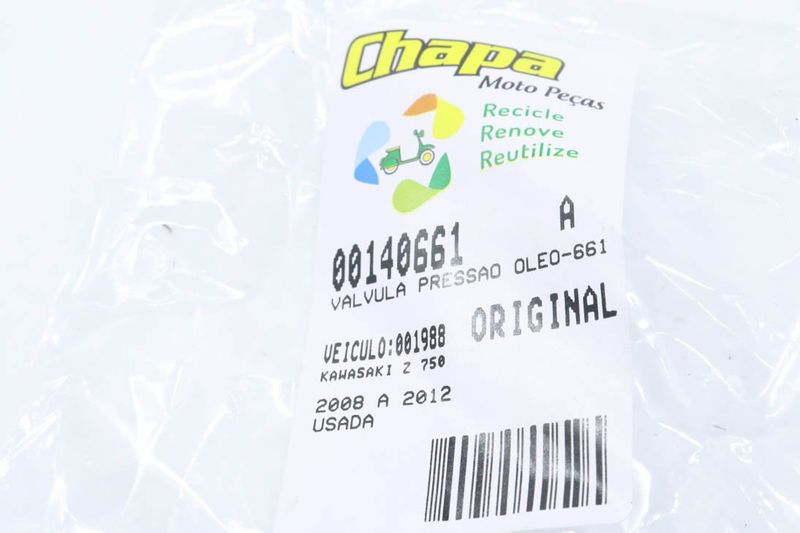 Chapa
Moto Peças
Recicle
Renove
Reutilize
A
00140661
VALVULA PRESSAO OLEO-661
ORIGINAL
VEICULO:001988
KAWASAKI Z 750
2008 A 2012
USADA